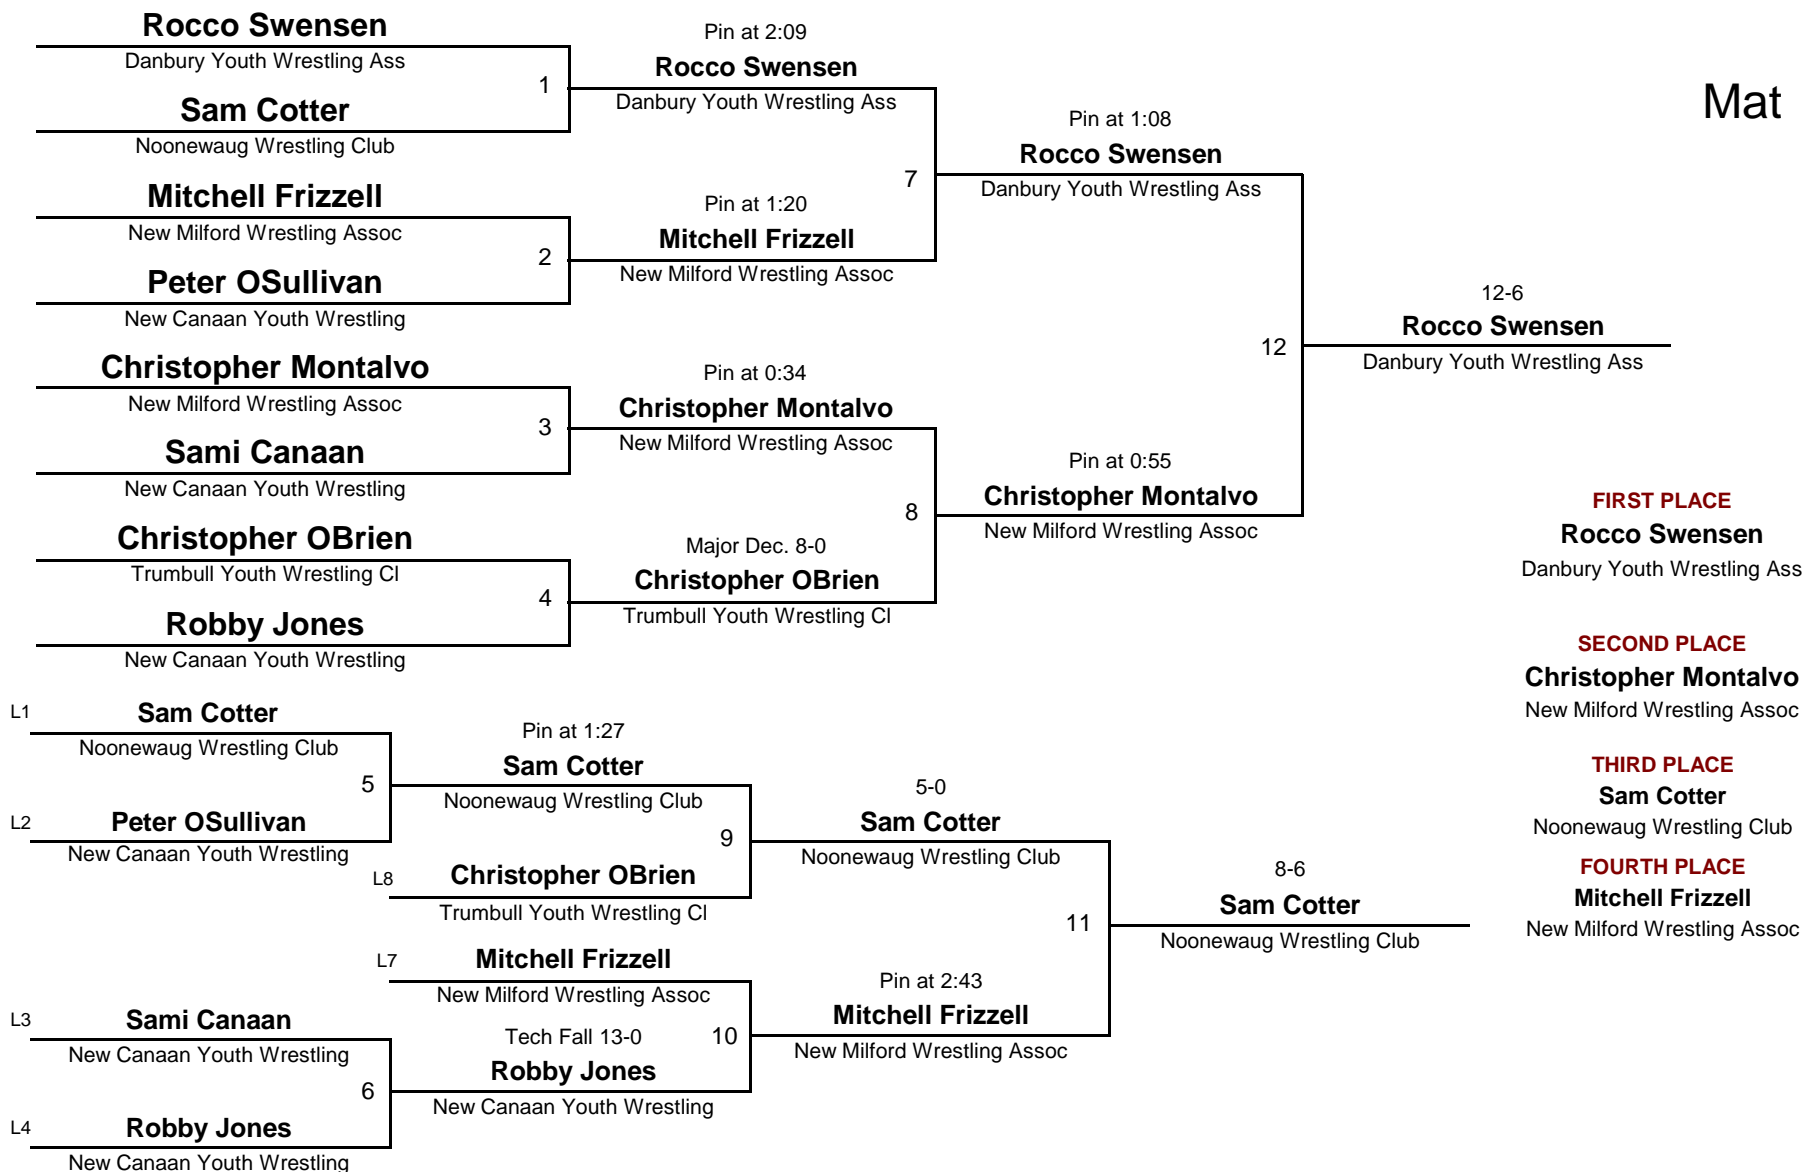 Rocco Swensen
Danbury Youth Wrestling Ass
1
Sam Cotter
Noonewaug Wrestling Club
Mitchell Frizzell
New Milford Wrestling Assoc
2
Peter OSullivan
New Canaan Youth Wrestling
Christopher Montalvo
New Milford Wrestling Assoc
3
Sami Canaan
New Canaan Youth Wrestling
Christopher OBrien
Trumbull Youth Wrestling Cl
4
Robby Jones
New Canaan Youth Wrestling
Pin at 2:09
Rocco Swensen
Danbury Youth Wrestling Ass
7
Pin at 1:20
Mitchell Frizzell
New Milford Wrestling Assoc
Pin at 0:34
Christopher Montalvo
New Milford Wrestling Assoc
8
Major Dec. 8-0
Christopher OBrien
Trumbull Youth Wrestling Cl
Pin at 1:08
Rocco Swensen
Danbury Youth Wrestling Ass
12
Pin at 0:55
Christopher Montalvo
New Milford Wrestling Assoc
12-6
Rocco Swensen
Danbury Youth Wrestling Ass
Mat
FIRST PLACE
Rocco Swensen
Danbury Youth Wrestling Ass
SECOND PLACE
Christopher Montalvo
New Milford Wrestling Assoc
THIRD PLACE
Sam Cotter
Noonewaug Wrestling Club
FOURTH PLACE
Mitchell Frizzell
New Milford Wrestling Assoc
L1
Sam Cotter
Noonewaug Wrestling Club
5
L2
Peter OSullivan
New Canaan Youth Wrestling
L3
Sami Canaan
New Canaan Youth Wrestling
6
L4
Robby Jones
New Canaan Youth Wrestling
Pin at 1:27
Sam Cotter
Noonewaug Wrestling Club
9
L8
Christopher OBrien
Trumbull Youth Wrestling Cl
L7
Mitchell Frizzell
New Milford Wrestling Assoc
10
Tech Fall 13-0
Robby Jones
New Canaan Youth Wrestling
5-0
Sam Cotter
Noonewaug Wrestling Club
11
Pin at 2:43
Mitchell Frizzell
New Milford Wrestling Assoc
8-6
Sam Cotter
Noonewaug Wrestling Club